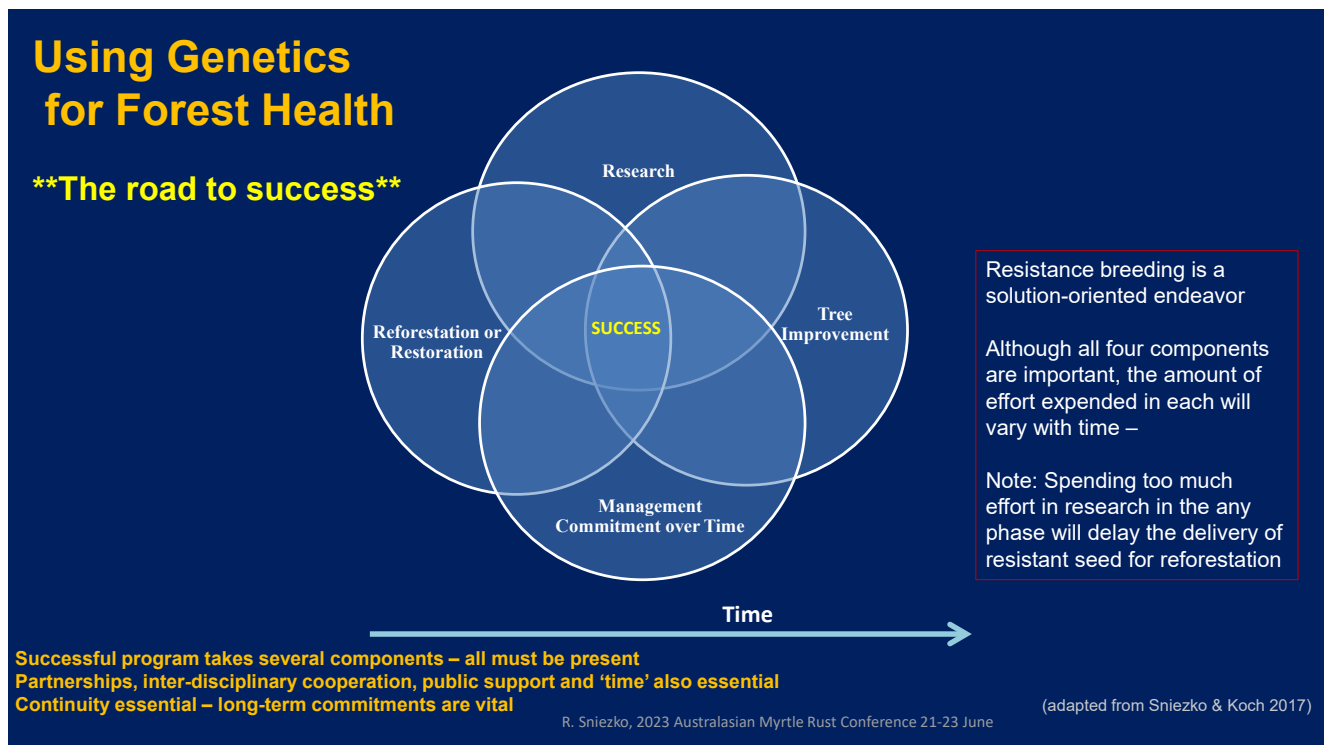 Using Genetics
for Forest Health
**The road to success**
Research
Reforestation or
Restoration
SUCCESS
Tree
Improvement
Management
Commitment over Time
Resistance breeding is a
solution-oriented endeavor
Although all four components
are important, the amount of
effort expended in each will
vary with time –
Note: Spending too much
effort in research in the any
phase will delay the delivery of
resistant seed for reforestation
Time
Successful program takes several components – all must be present
Partnerships, inter-disciplinary cooperation, public support and ‘time’ also essential
Continuity essential – long-term commitments are vital
(adapted from Sniezko & Koch 2017)
R. Sniezko, 2023 Australasian Myrtle Rust Conference 21-23 June